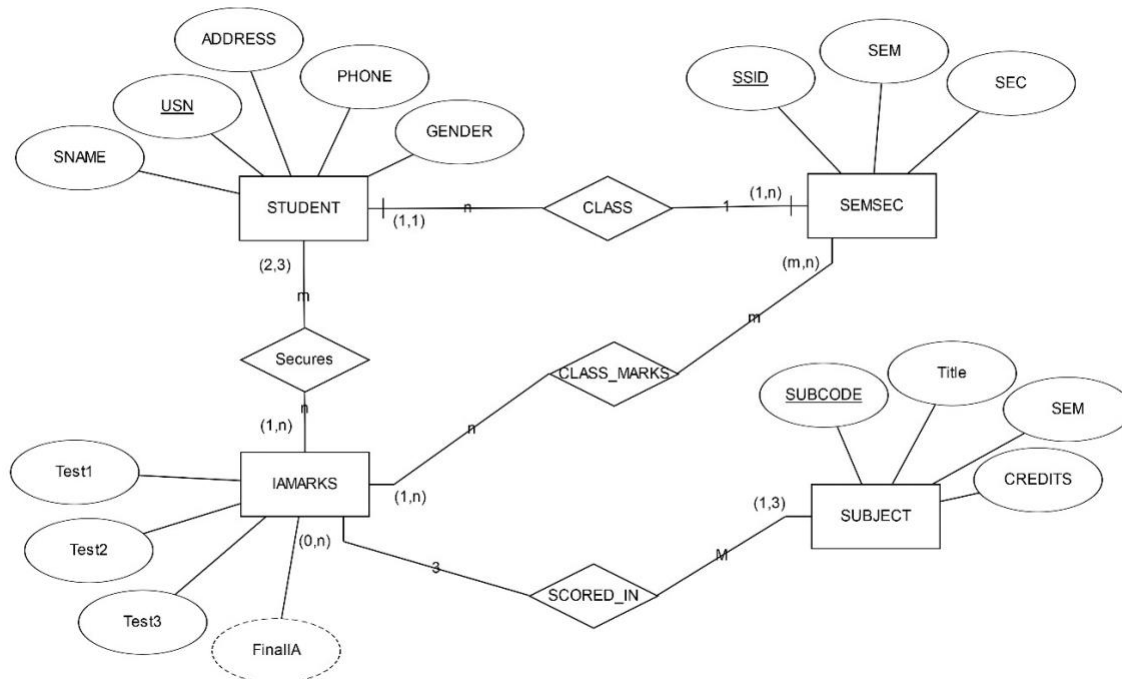 ADDRESS
PHONE
USN
GENDER
SNAME
STUDENT
(1,1)
n
CLASS
1
(1,n)
SSID
SEM
SEC
SEMSEC
(2,3)
m
Secures
n
(1,n)
(m,n)
m
CLASS_MARKS
n
(1,n)
Test1
Test2
Test3
FinalIA
IAMARKS
(0,n)
3
SCORED_IN
M
(1,3)
SUBCODE
Title
SEM
CREDITS
SUBJECT